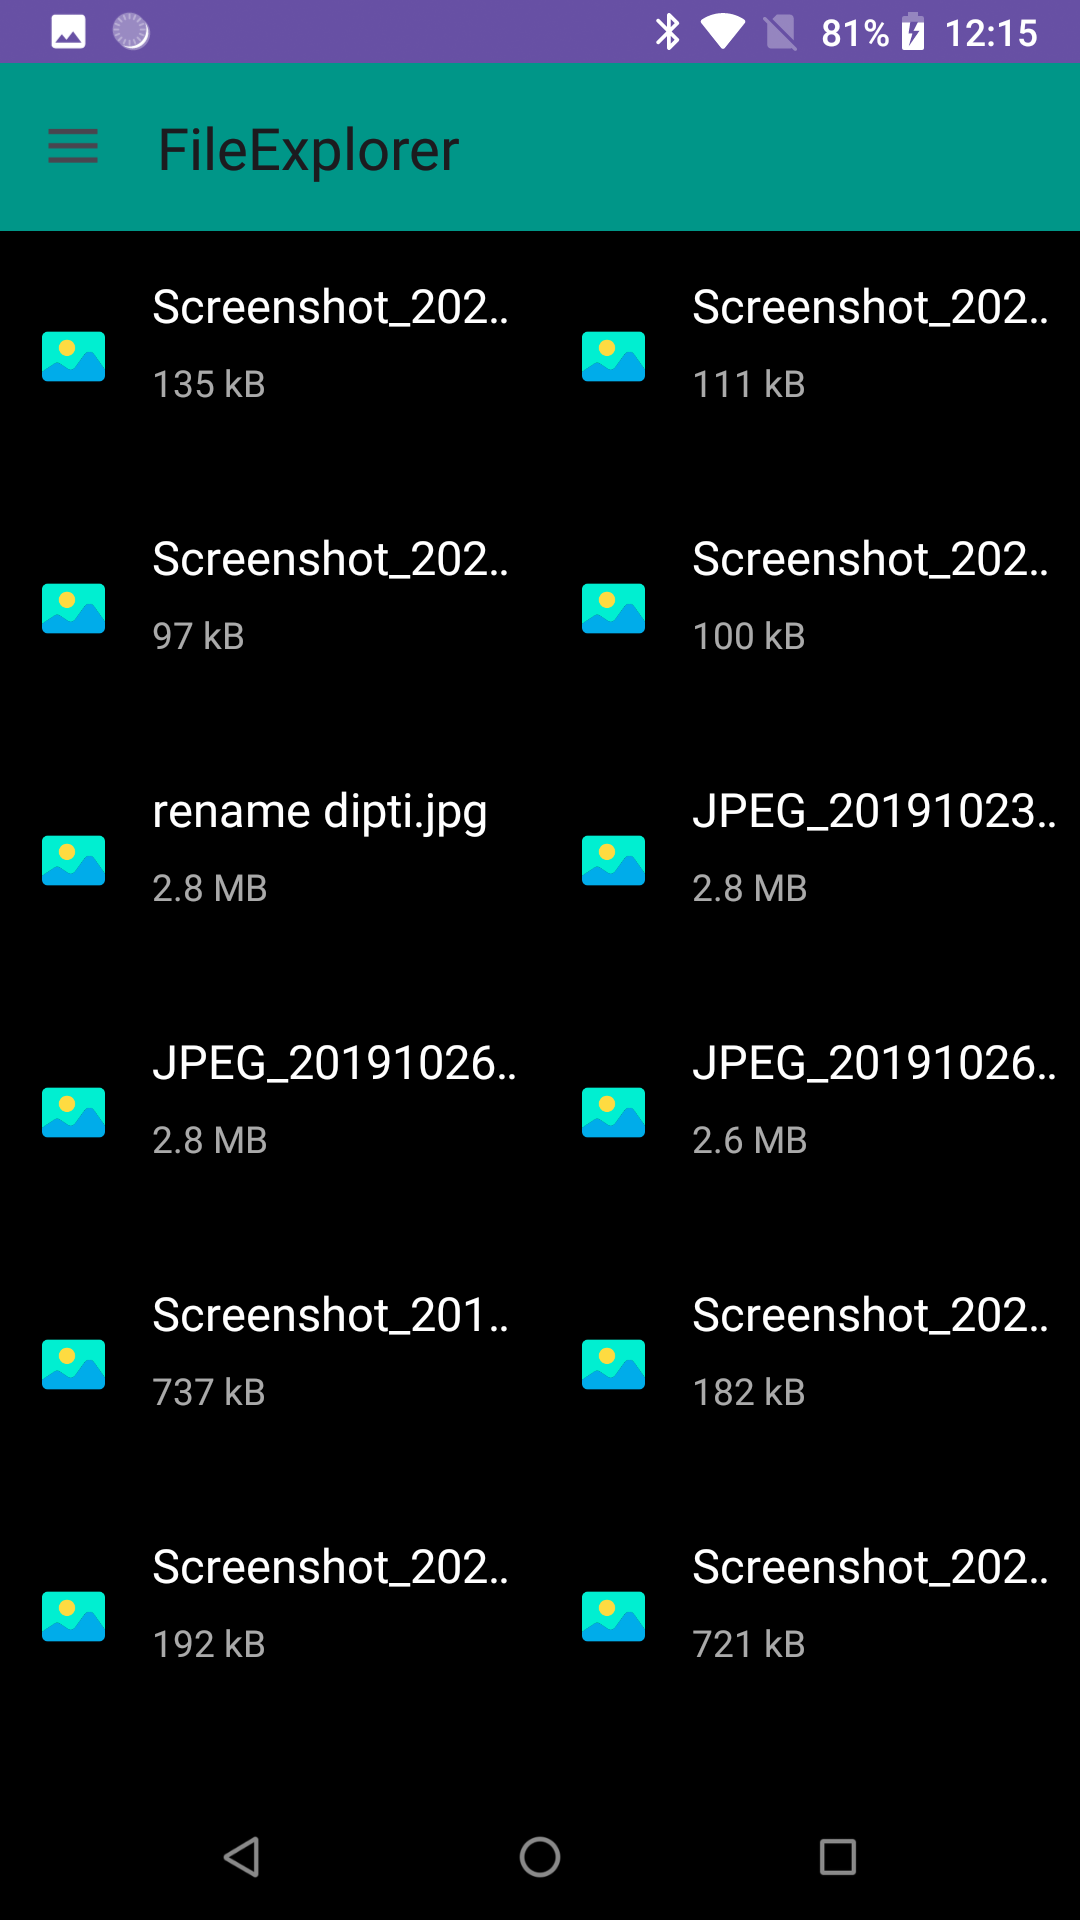 81% 12:15
FileExplorer
Screenshot_202..
135 kB
Screenshot_202..
111 kB
Screenshot_202..
97 kB
Screenshot_202..
100 kB
rename dipti.jpg
2.8 MB
JPEG_20191023..
2.8 MB
JPEG_20191026..
2.8 MB
JPEG_20191026..
2.6 MB
Screenshot_201..
737 kB
Screenshot_202..
182 kB
Screenshot_202..
192 kB
Screenshot_202..
721 kB